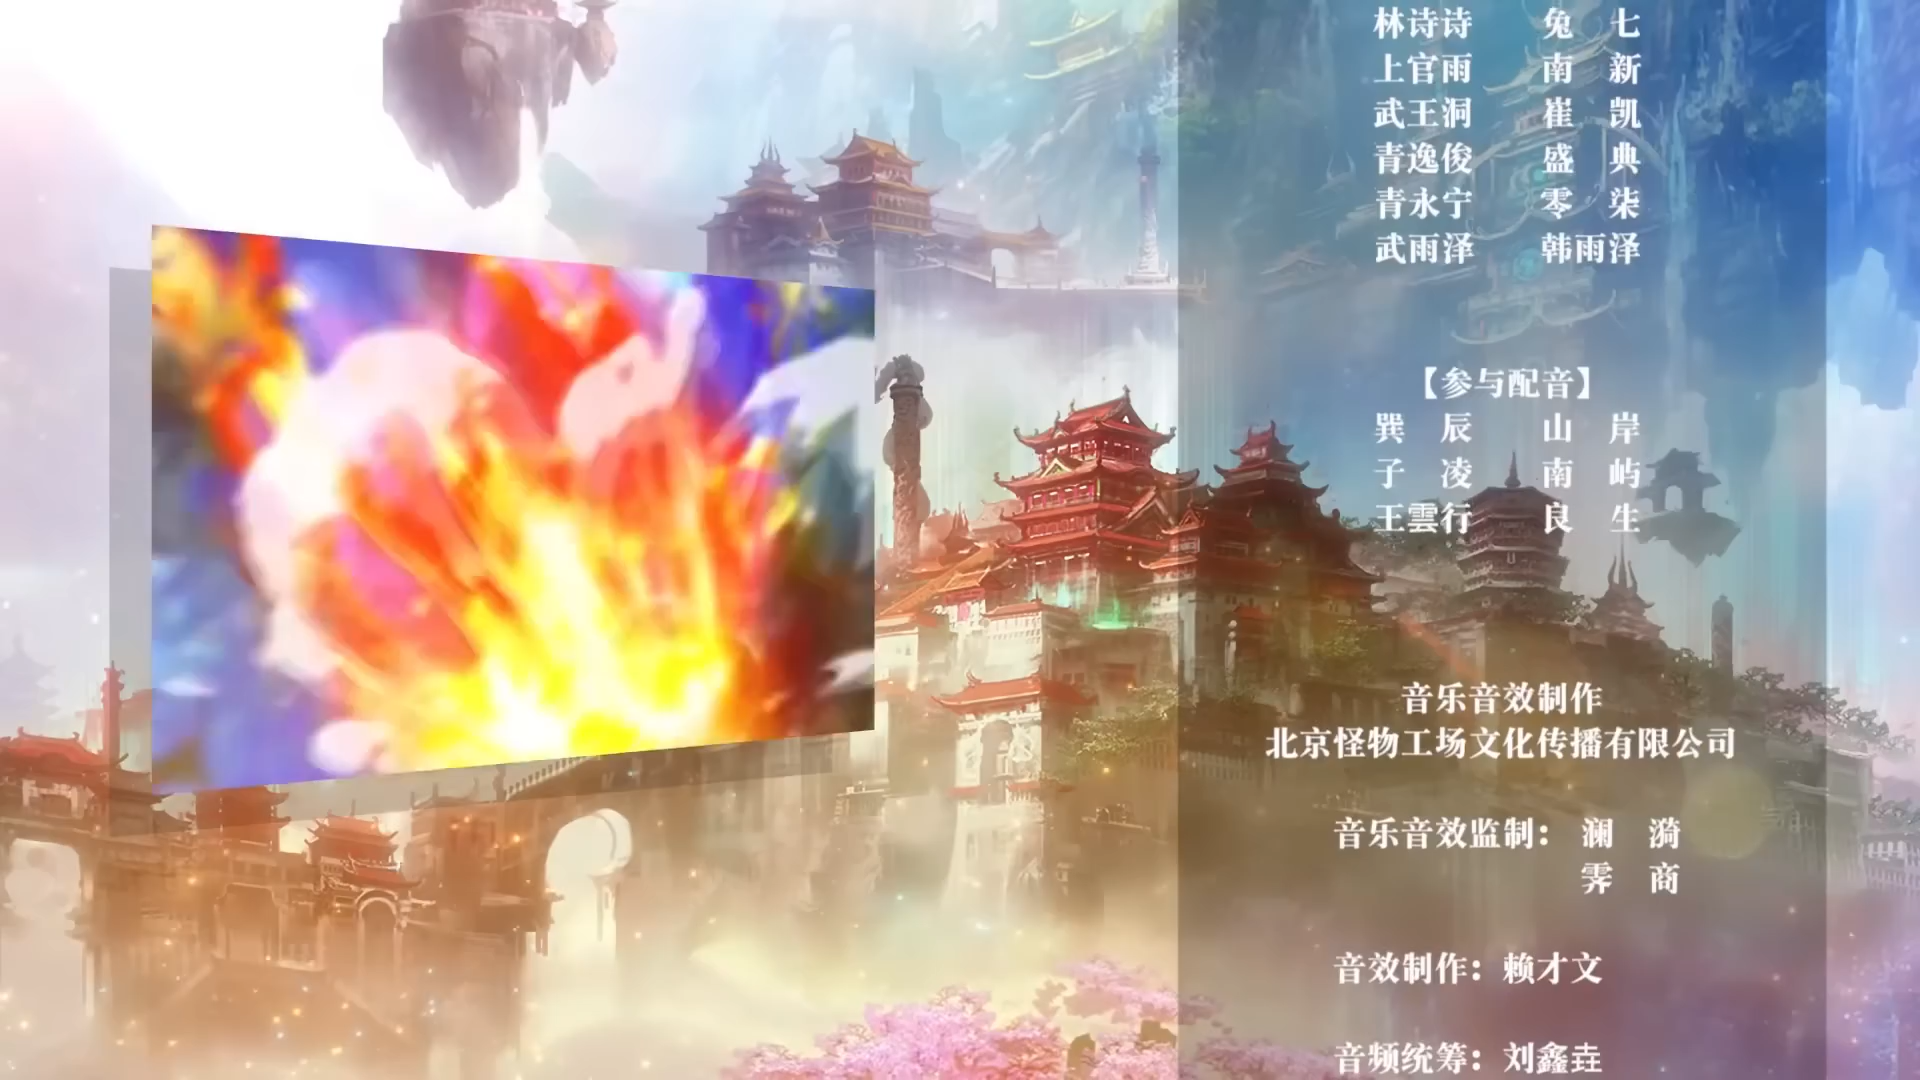 林诗诗 兔 七
上官雨 南 新
武王洞 崔 凯
青逸俊 盛 典
青永宁 零 柒
武雨泽 韩雨泽
【参与配音】
巽 辰 山 岸
子 凌 南 屿
王雲行 良 生
音乐音效制作
北京怪物工场文化传播有限公司
音乐音效监制： 澜 漪
霁 商
音效制作：赖才文
音频统筹：刘鑫垚